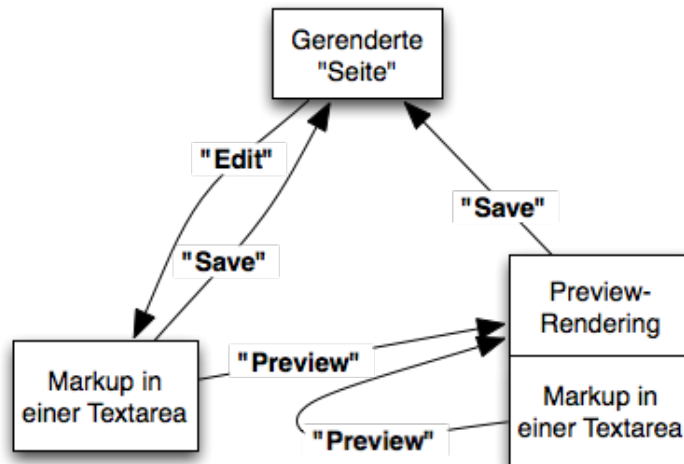 Gerenderte
"Seite"
"Edit"
"Save"
"Save"
Preview-
Rendering
"Preview"
Markup in
einer Textarea
Markup in
einer Textarea
"Preview"